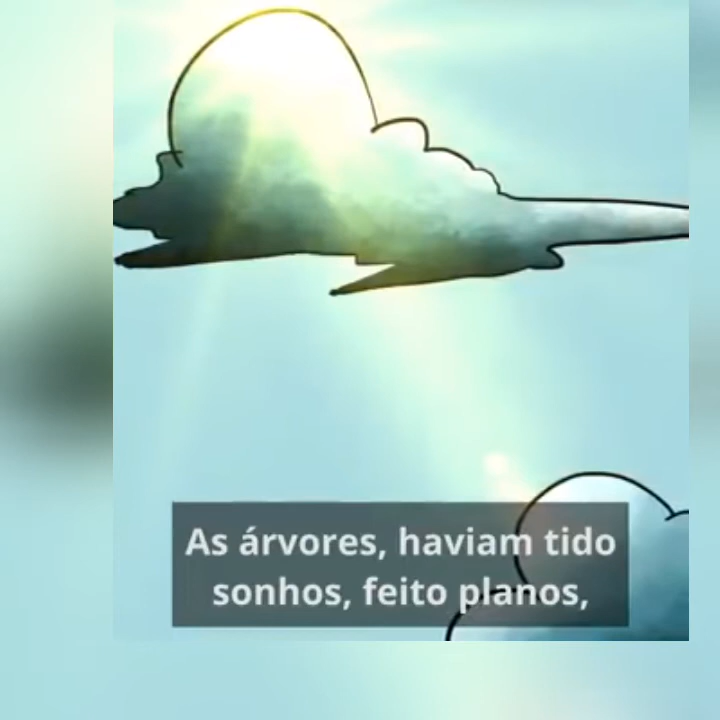 As árvores, haviam tido
sonhos, feito planos,